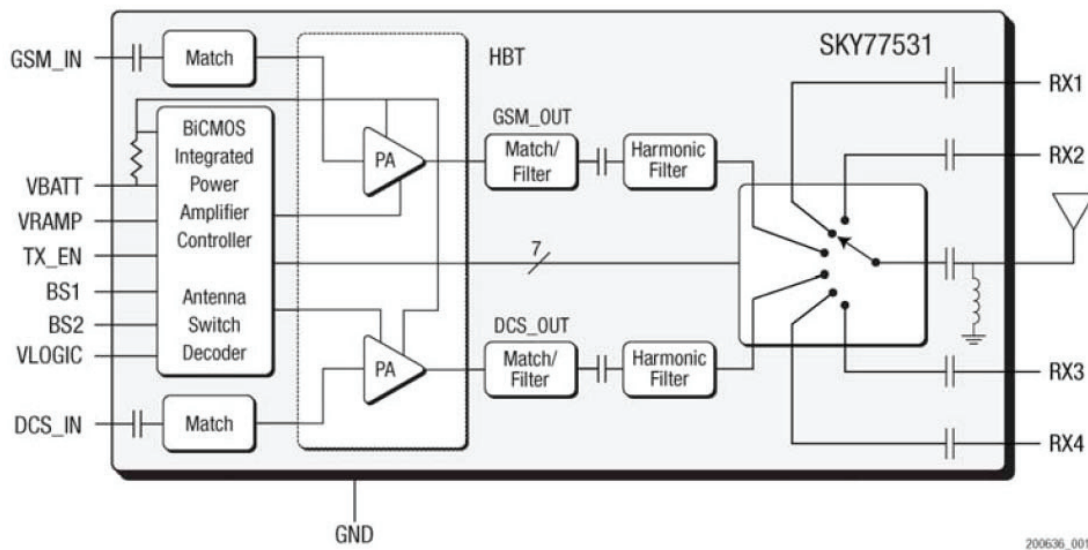 SKY77531
HBT
GSM_IN
Match
RX1
GSM_OUT
BiCMOS
Integrated
Power
Amplifier
Controller
Antenna
Switch
Decoder
PA
Match/
Filter
Harmonic
Filter
RX2
VBATT
VRAMP
TX_EN
BS1
BS2
VLOGIC
7
DCS_OUT
PA
Match/
Filter
Harmonic
Filter
RX3
DCS_IN
Match
RX4
GND
200636_001